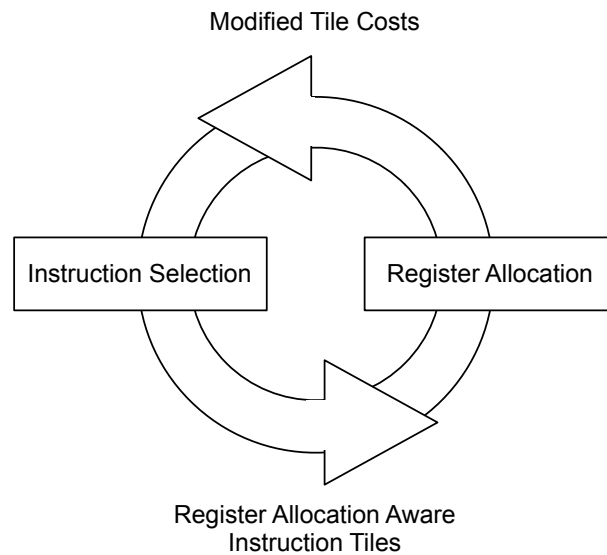 Modified Tile Costs
Instruction Selection
Register Allocation
Register Allocation Aware
Instruction Tiles